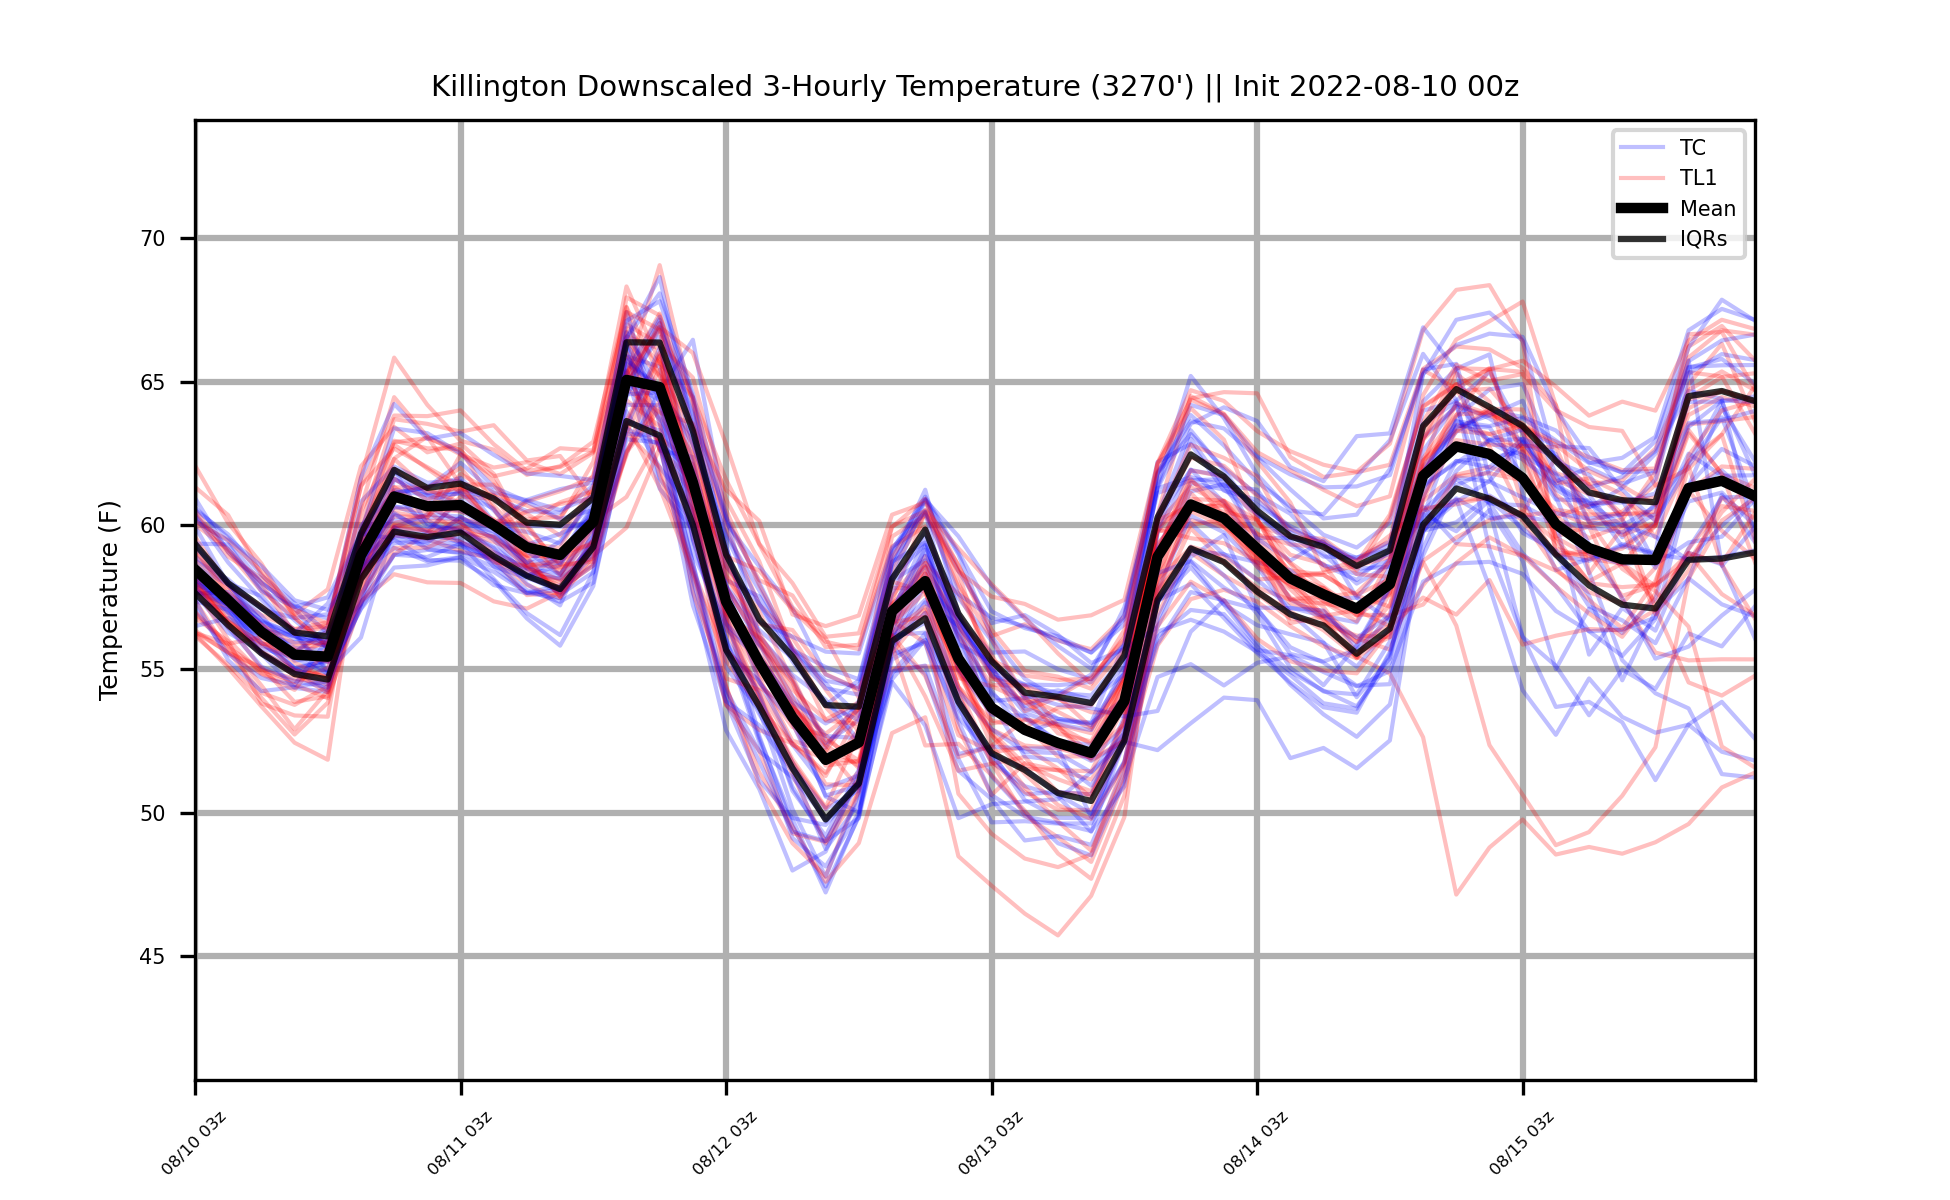 Killington Downscaled 3-Hourly Temperature (3270') || Init 2022-08-10 00z
TC
TL1
Mean
IQRs
Temperature (F)
70
65
60
55
50
45
08/10 03z
08/11 03z
08/12 03z
08/13 03z
08/14 03z
08/15 03z